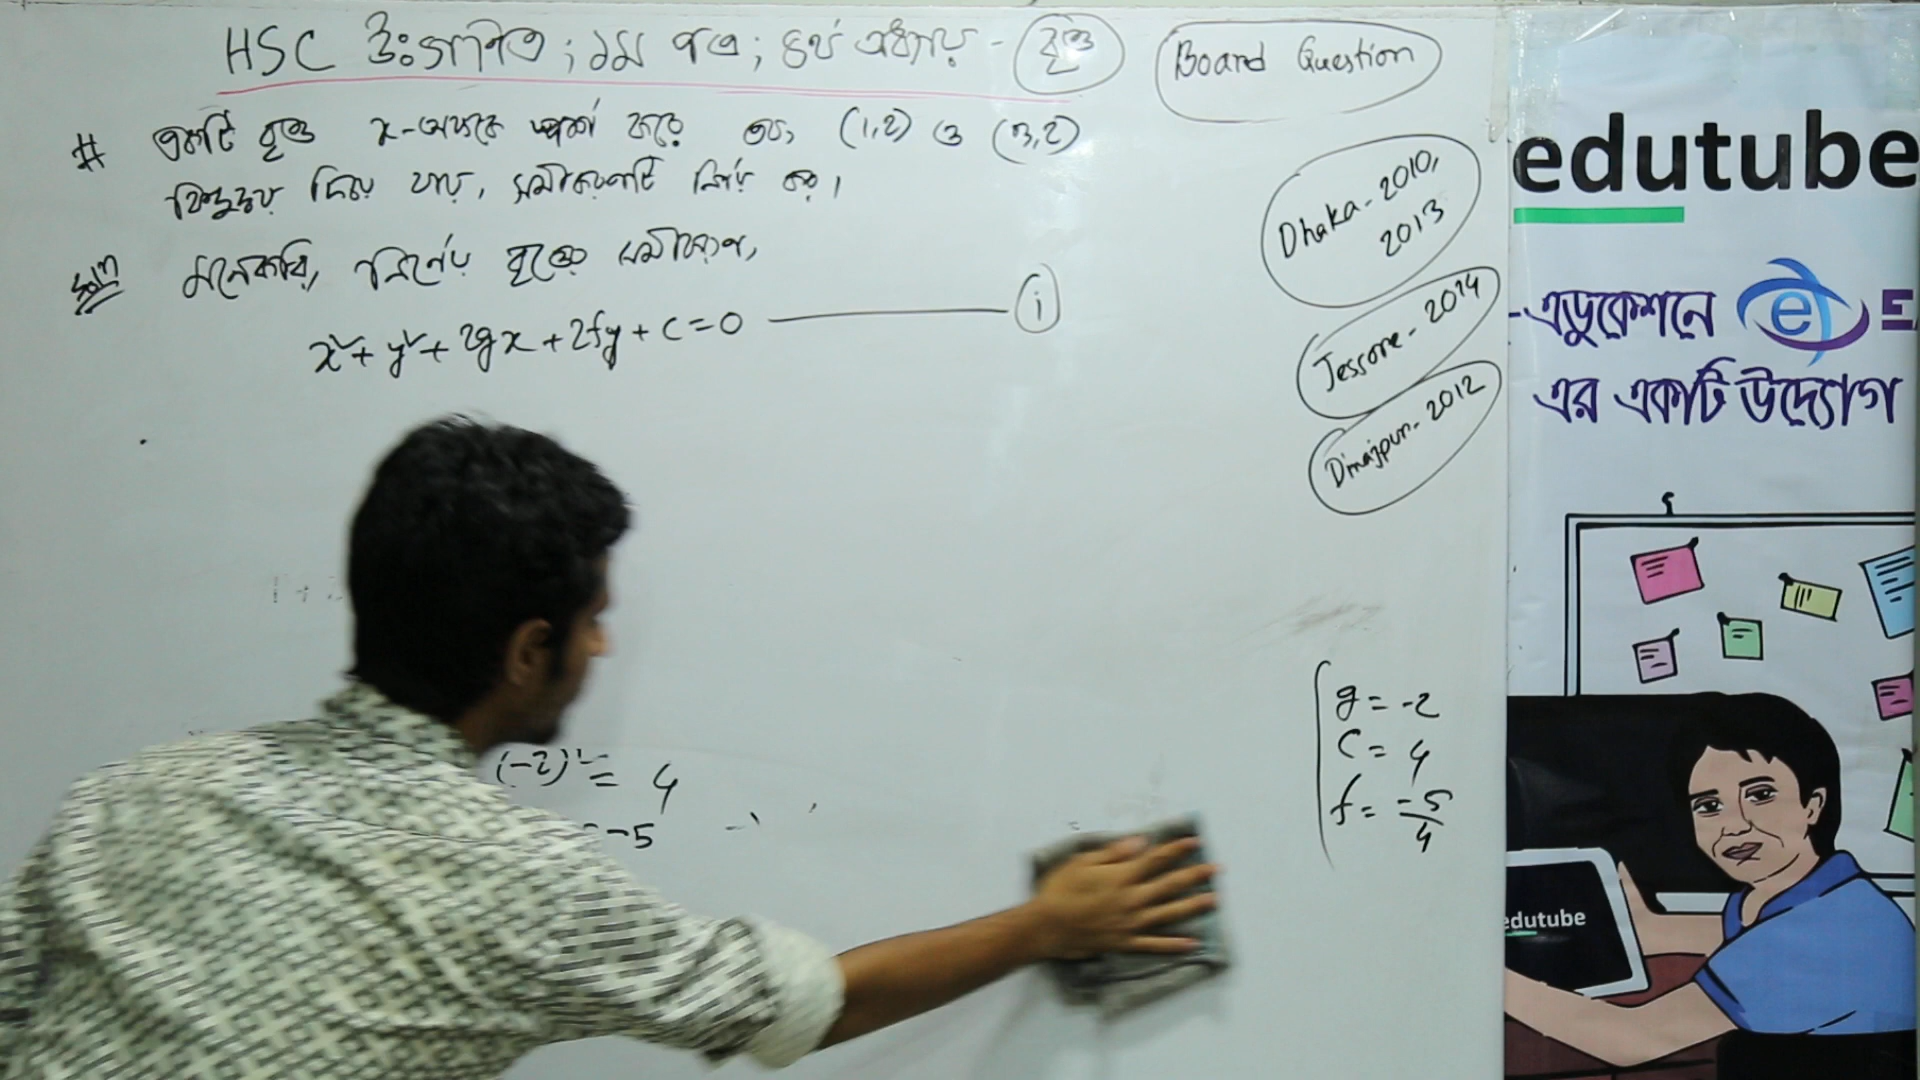 HSC উঃগণিত ; ১ম পত্র ; ৪র্থ অধ্যায় - বৃত্ত
Board Question
# একটি বৃত্ত x-অক্ষকে স্পর্শ করে এবং (1,2) ও (3,2)
বিন্দুদ্বয় দিয়ে যায়, সমীকরণটি নির্ণয় কর।
Dhaka - 2010,
2013
Jessore - 2014
Dinajpur - 2012
Solⁿ মনেকরি, নির্ণেয় বৃত্তের সমীকরণ,
x² + y² + 2gx + 2fy + c = 0 (i)
(-2)² = 4
= -5
g = -2
c = 4
f = -5/4
edutube
-এডুকেশনে
এর একটি উদ্যোগ
edutube